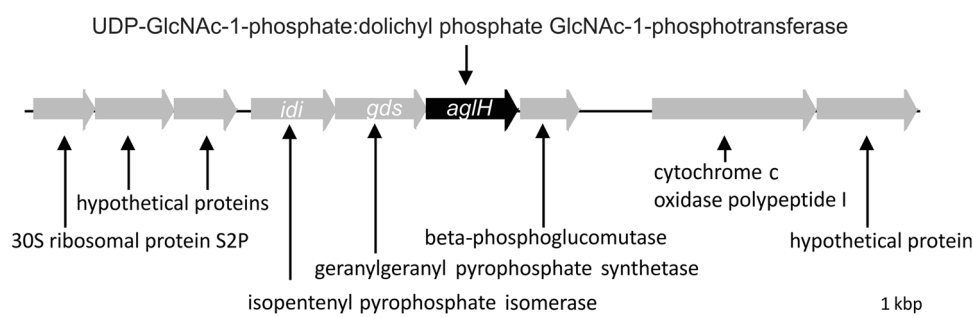 UDP-GlcNAc-1-phosphate:dolichyl phosphate GlcNAc-1-phosphotransferase
idi gds aglH
cytochrome c
oxidase polypeptide I
hypothetical proteins
30S ribosomal protein S2P
beta-phosphoglucomutase
hypothetical protein
geranylgeranyl pyrophosphate synthetase
isopentenyl pyrophosphate isomerase
1 kbp